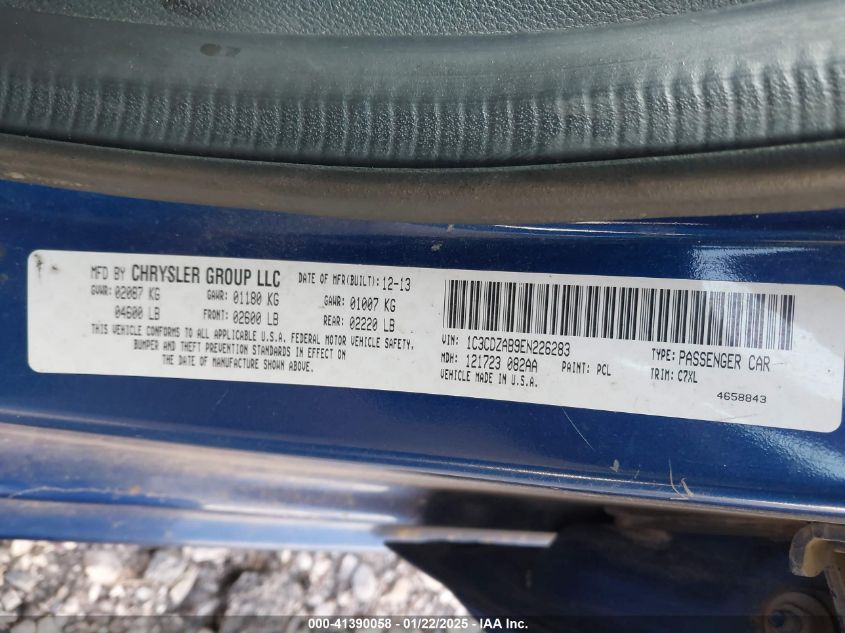 MFD BY CHRYSLER GROUP LLC DATE OF MFR(BUILT): 12-13
GVWR: 02087 KG GAWR: 01180 KG GAWR: 01007 KG
04600 LB FRONT: 02600 LB REAR: 02220 LB
THIS VEHICLE CONFORMS TO ALL APPLICABLE U.S.A. FEDERAL MOTOR VEHICLE SAFETY,
BUMPER AND THEFT PREVENTION STANDARDS IN EFFECT ON
THE DATE OF MANUFACTURE SHOWN ABOVE.
VIN: 1C3CDZAB9EN226283 TYPE: PASSENGER CAR
MDH: 121723 082AA PAINT: PCL TRIM: C7XL
VEHICLE MADE IN U.S.A. 4658843
000-41390058 - 01/22/2025 - IAA Inc.